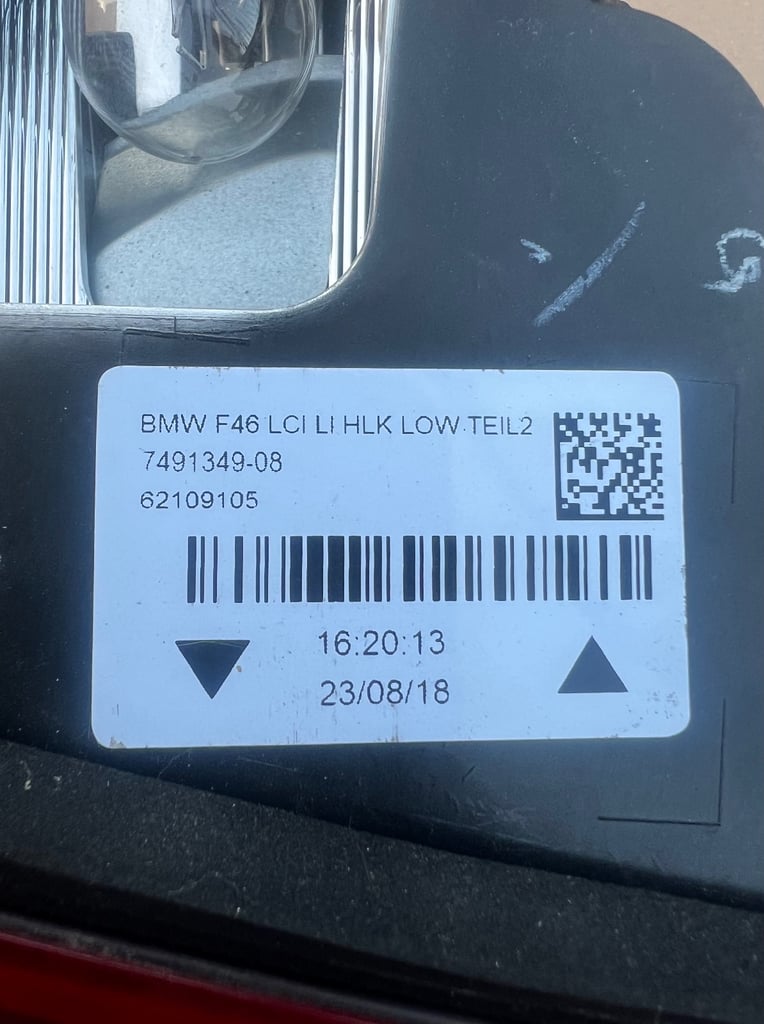 BMW F46 LCI LI HLK LOW TEIL2
7491349-08
62109105
16:20:13
23/08/18